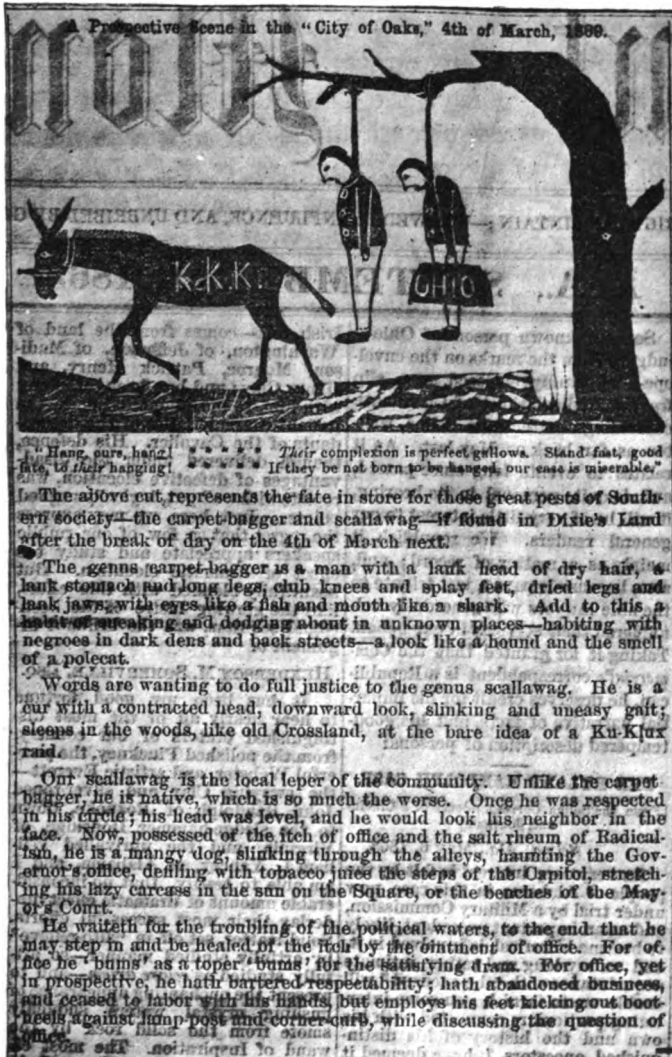 A Prospective Scene in the "City of Oaks," 4th of March, 1869.
K.K.K.
OHIO
"Hang, curs, hang! * * * * * Their complexion is perfect gallows. Stand fast, good
fate, to their hanging! * * * * * If they be not born to be hanged, our case is miserable."
The above cut represents the fate in store for those great pests of South-
ern society—the carpet-bagger and scallawag—if found in Dixie's Land
after the break of day on the 4th of March next.
The genus carpet-bagger is a man with a lank head of dry hair, a
lank stomach and long legs, club knees and splay feet, dried legs and
lank jaws, with eyes like a fish and mouth like a shark. Add to this a
habit of sneaking and dodging about in unknown places—habiting with
negroes in dark dens and back streets—a look like a hound and the smell
of a polecat.
Words are wanting to do full justice to the genus scallawag. He is a
cur with a contracted head, downward look, slinking and uneasy gait;
sleeps in the woods, like old Crossland, at the bare idea of a Ku-Klux
raid.
Our scallawag is the local leper of the community. Unlike the carpet
bagger, he is native, which is so much the worse. Once he was respected
in his circle; his head was level, and he would look his neighbor in the
face. Now, possessed of the itch of office and the salt rheum of Radical-
ism, he is a mangy dog, slinking through the alleys, haunting the Gov-
ernor's office, defiling with tobacco juice the steps of the Capitol, stretch-
ing his lazy carcass in the sun on the Square, or the benches of the May-
or's Court.
He waiteth for the troubling of the political waters, to the end that he
may step in and be healed of the itch by the ointment of office. For of-
fice he 'bums' as a toper 'bums' for the satisfying dram. For office, yet
in prospective, he hath bartered respectability; hath abandoned business,
and ceased to labor with his hands, but employs his feet kicking out boot-
heels against lamp-post and corner-curb, while discussing the question of
office.